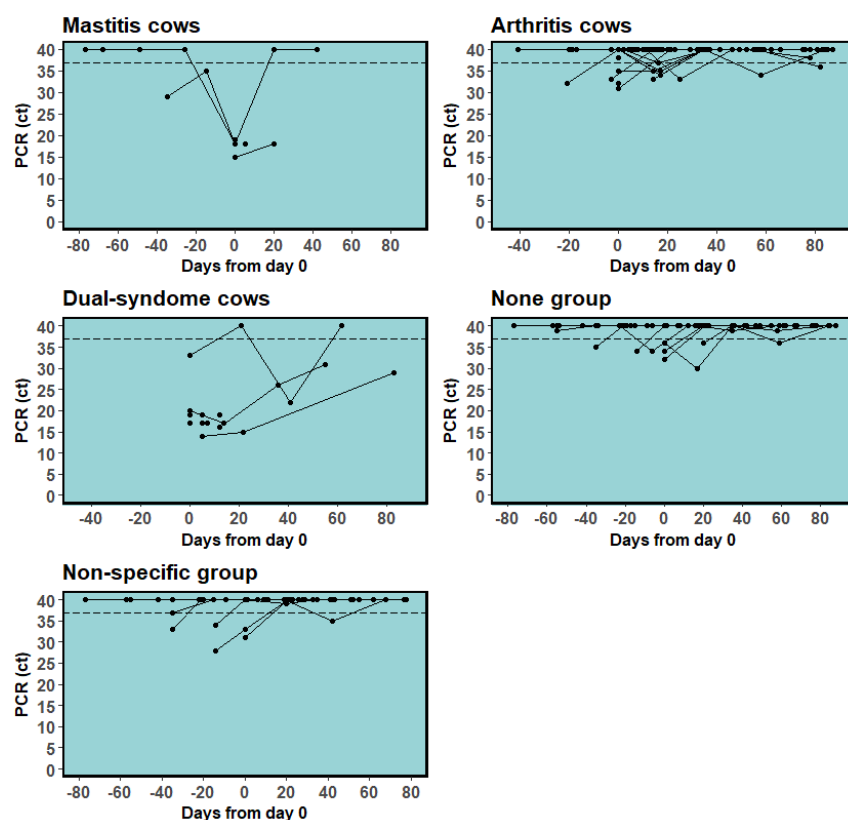 Mastitis cows
PCR (ct)
40
35
30
25
20
15
10
5
0
-80 -60 -40 -20 0 20 40 60 80
Days from day 0
Arthritis cows
PCR (ct)
40
35
30
25
20
15
10
5
0
-40 -20 0 20 40 60 80
Days from day 0
Dual-syndome cows
PCR (ct)
40
35
30
25
20
15
10
5
0
-40 -20 0 20 40 60 80
Days from day 0
None group
PCR (ct)
40
35
30
25
20
15
10
5
0
-80 -60 -40 -20 0 20 40 60 80
Days from day 0
Non-specific group
PCR (ct)
40
35
30
25
20
15
10
5
0
-80 -60 -40 -20 0 20 40 60 80
Days from day 0